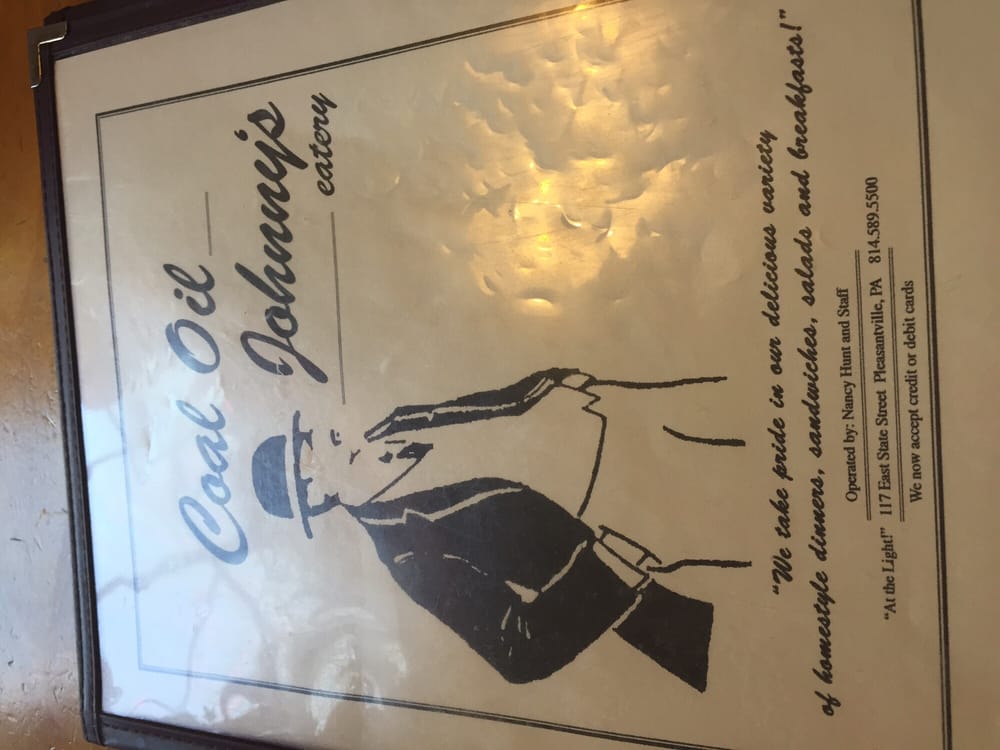 Coal Oil
Johnny's
eatery
"We take pride in our delicious variety
of homestyle dinners, sandwiches, salads and breakfasts!"
Operated by: Nancy Hunt and Staff
"At the Light!" 117 East State Street Pleasantville, PA 814.589.5500
We now accept credit or debit cards